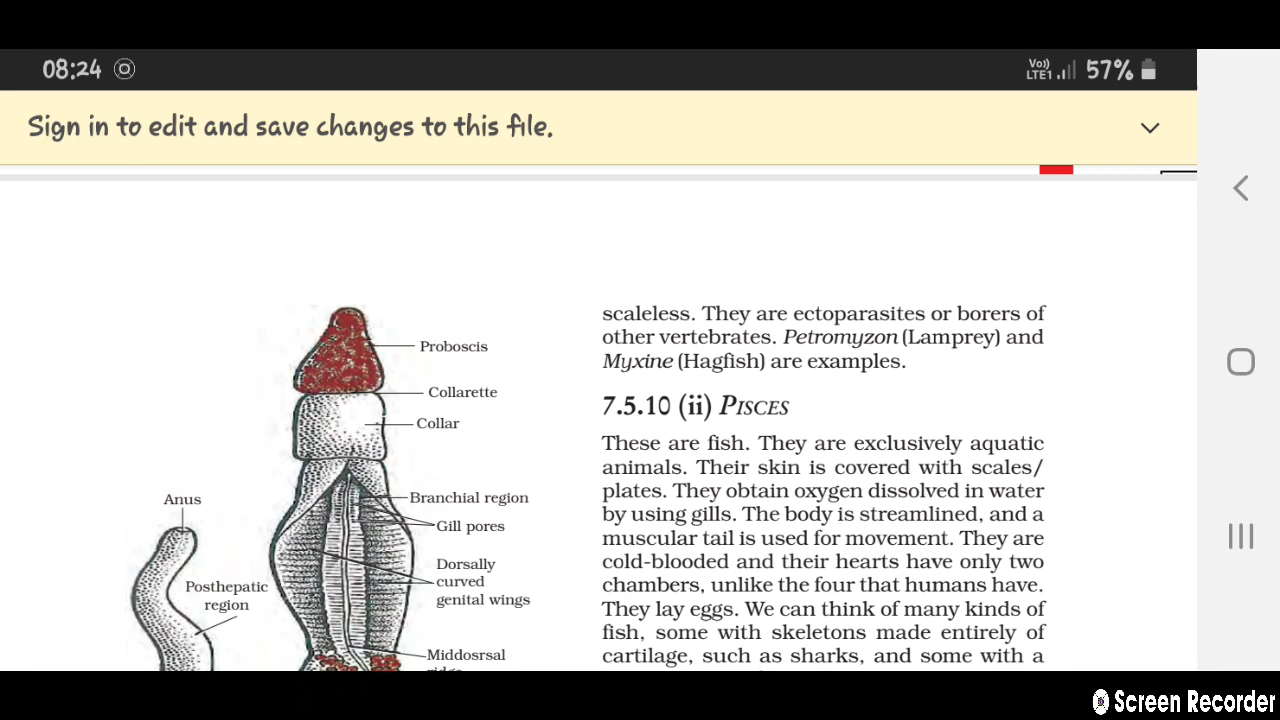 08:24
Vo))
LTE1
57%
Sign in to edit and save changes to this file.
Proboscis
Collarette
Collar
Branchial region
Gill pores
Dorsally
curved
genital wings
Middosrsal
ridge
Anus
Posthepatic
region
scaleless. They are ectoparasites or borers of
other vertebrates. Petromyzon (Lamprey) and
Myxine (Hagfish) are examples.
7.5.10 (ii) PISCES
These are fish. They are exclusively aquatic
animals. Their skin is covered with scales/
plates. They obtain oxygen dissolved in water
by using gills. The body is streamlined, and a
muscular tail is used for movement. They are
cold-blooded and their hearts have only two
chambers, unlike the four that humans have.
They lay eggs. We can think of many kinds of
fish, some with skeletons made entirely of
cartilage, such as sharks, and some with a
Screen Recorder